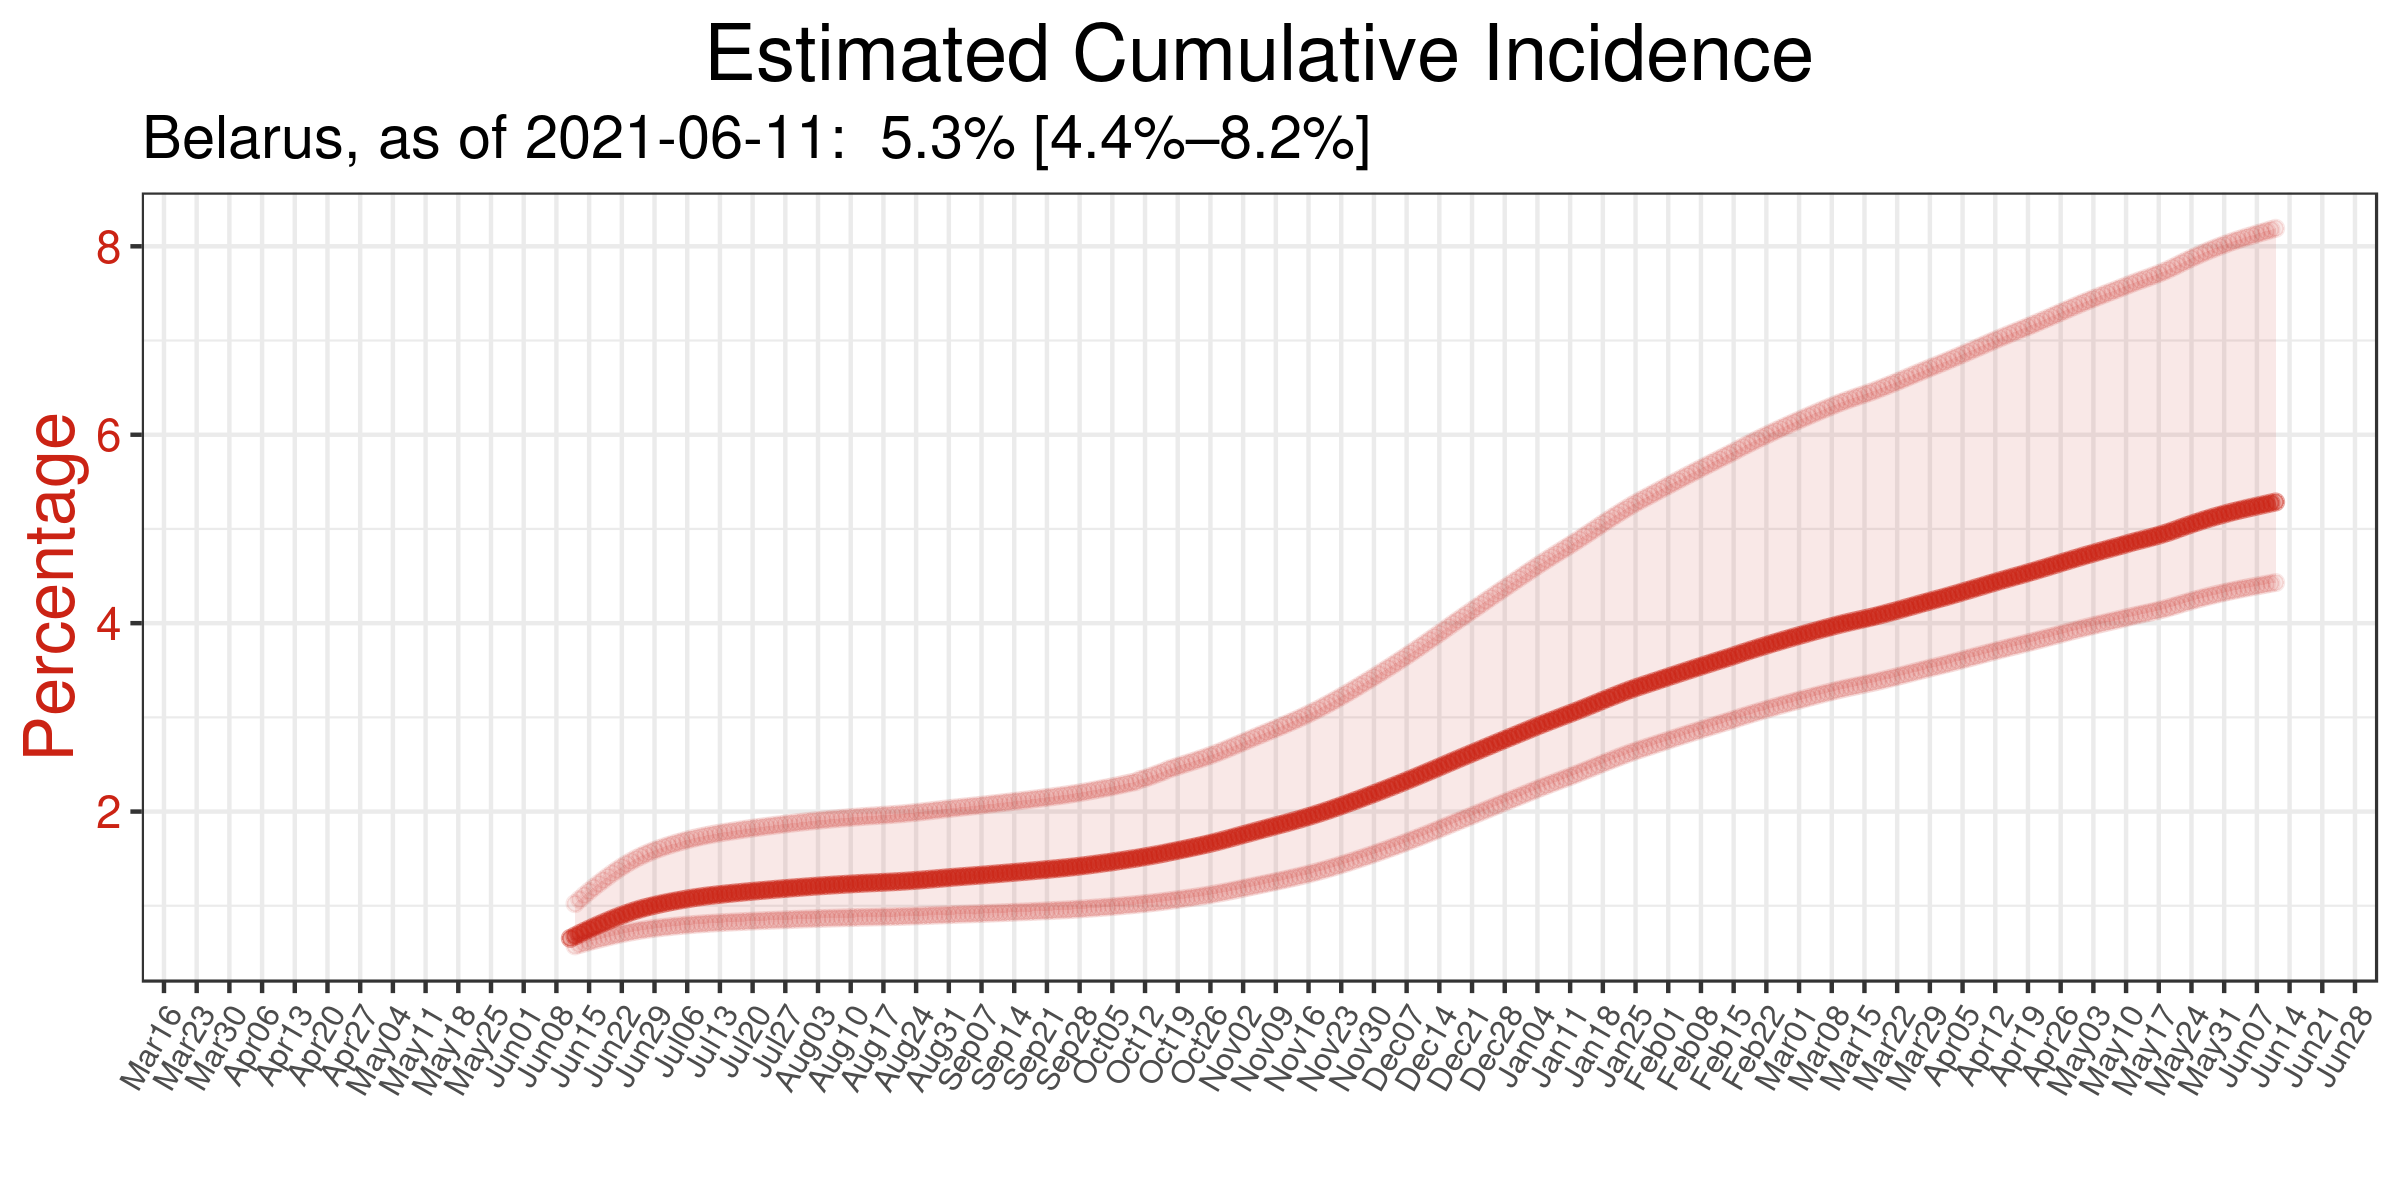 Estimated Cumulative Incidence
Belarus, as of 2021-06-11:  5.3% [4.4%–8.2%]
Percentage
8
6
4
2
Mar16
Mar23
Mar30
Apr06
Apr13
Apr20
Apr27
May04
May11
May18
May25
Jun01
Jun08
Jun15
Jun22
Jun29
Jul06
Jul13
Jul20
Jul27
Aug03
Aug10
Aug17
Aug24
Aug31
Sep07
Sep14
Sep21
Sep28
Oct05
Oct12
Oct19
Oct26
Nov02
Nov09
Nov16
Nov23
Nov30
Dec07
Dec14
Dec21
Dec28
Jan04
Jan11
Jan18
Jan25
Feb01
Feb08
Feb15
Feb22
Mar01
Mar08
Mar15
Mar22
Mar29
Apr05
Apr12
Apr19
Apr26
May03
May10
May17
May24
May31
Jun07
Jun14
Jun21
Jun28